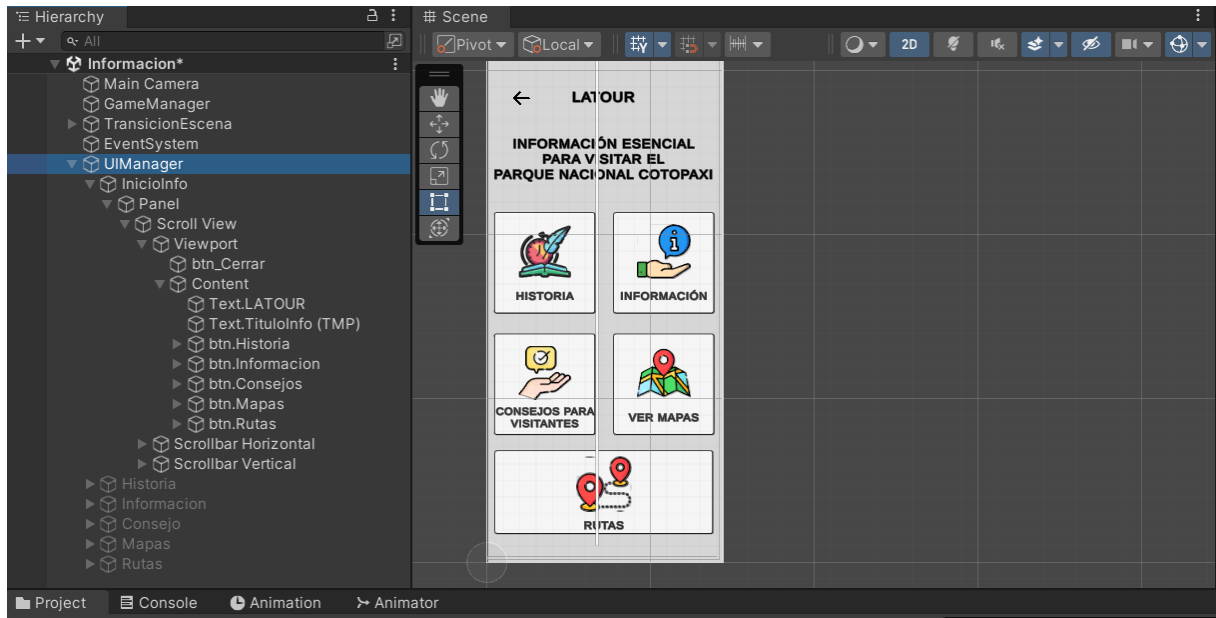 Hierarchy
All
Informacion*
Main Camera
GameManager
TransicionEscena
EventSystem
UIManager
InicioInfo
Panel
Scroll View
Viewport
btn_Cerrar
Content
Text.LATOUR
Text.TituloInfo (TMP)
btn.Historia
btn.Informacion
btn.Consejos
btn.Mapas
btn.Rutas
Scrollbar Horizontal
Scrollbar Vertical
Historia
Informacion
Consejo
Mapas
Rutas
Scene
Pivot Local 2D
LATOUR
INFORMACIÓN ESENCIAL
PARA VISITAR EL
PARQUE NACIONAL COTOPAXI
HISTORIA
INFORMACIÓN
CONSEJOS PARA
VISITANTES
VER MAPAS
RUTAS
Project Console Animation Animator